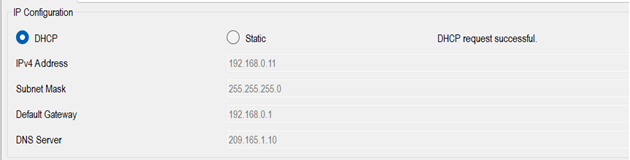 IP Configuration
DHCP Static DHCP request successful.
IPv4 Address 192.168.0.11
Subnet Mask 255.255.255.0
Default Gateway 192.168.0.1
DNS Server 209.165.1.10